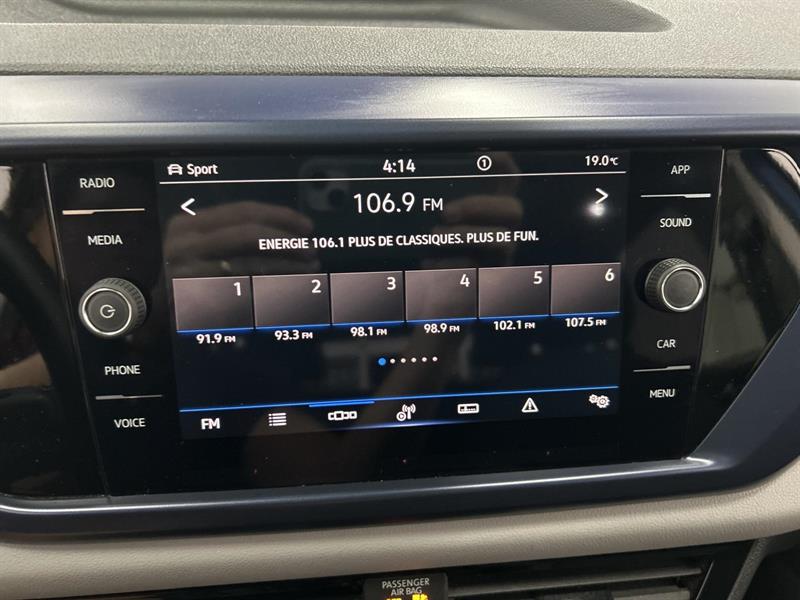 RADIO
MEDIA
PHONE
VOICE
Sport
4:14
1
19.0°C
106.9 FM
ENERGIE 106.1 PLUS DE CLASSIQUES. PLUS DE FUN.
1 2 3 4 5 6
91.9 FM 93.3 FM 98.1 FM 98.9 FM 102.1 FM 107.5 FM
FM
APP
SOUND
CAR
MENU
PASSENGER
AIR BAG